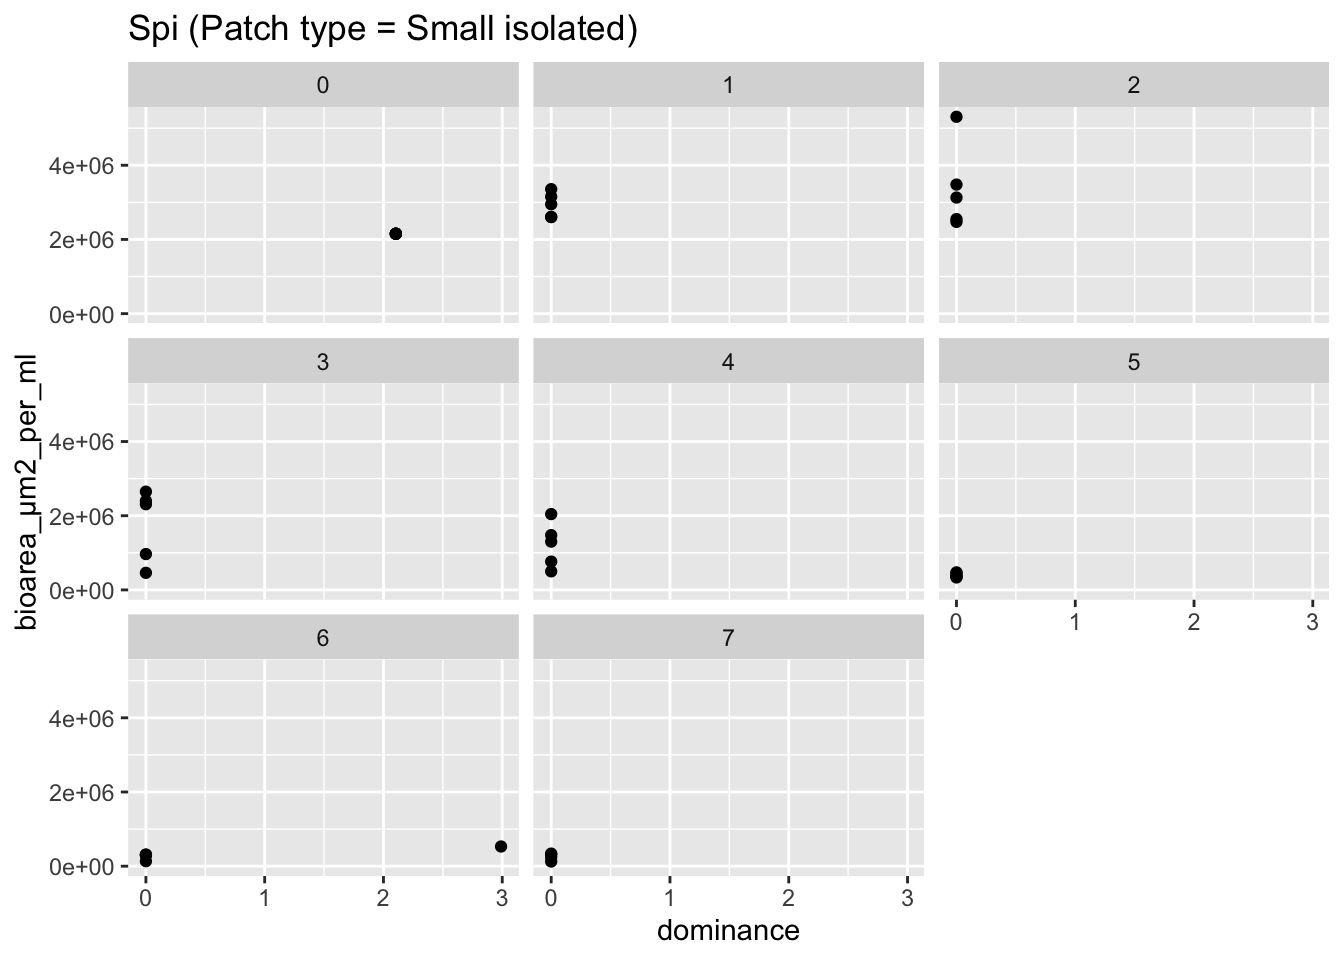 Spi (Patch type = Small isolated)
0 1 2
4e+06
2e+06
0e+00
3 4 5
4e+06
2e+06
0e+00
0 1 2 3
6 7
4e+06
2e+06
0e+00
0 1 2 3 0 1 2 3
dominance
bioarea_µm2_per_ml